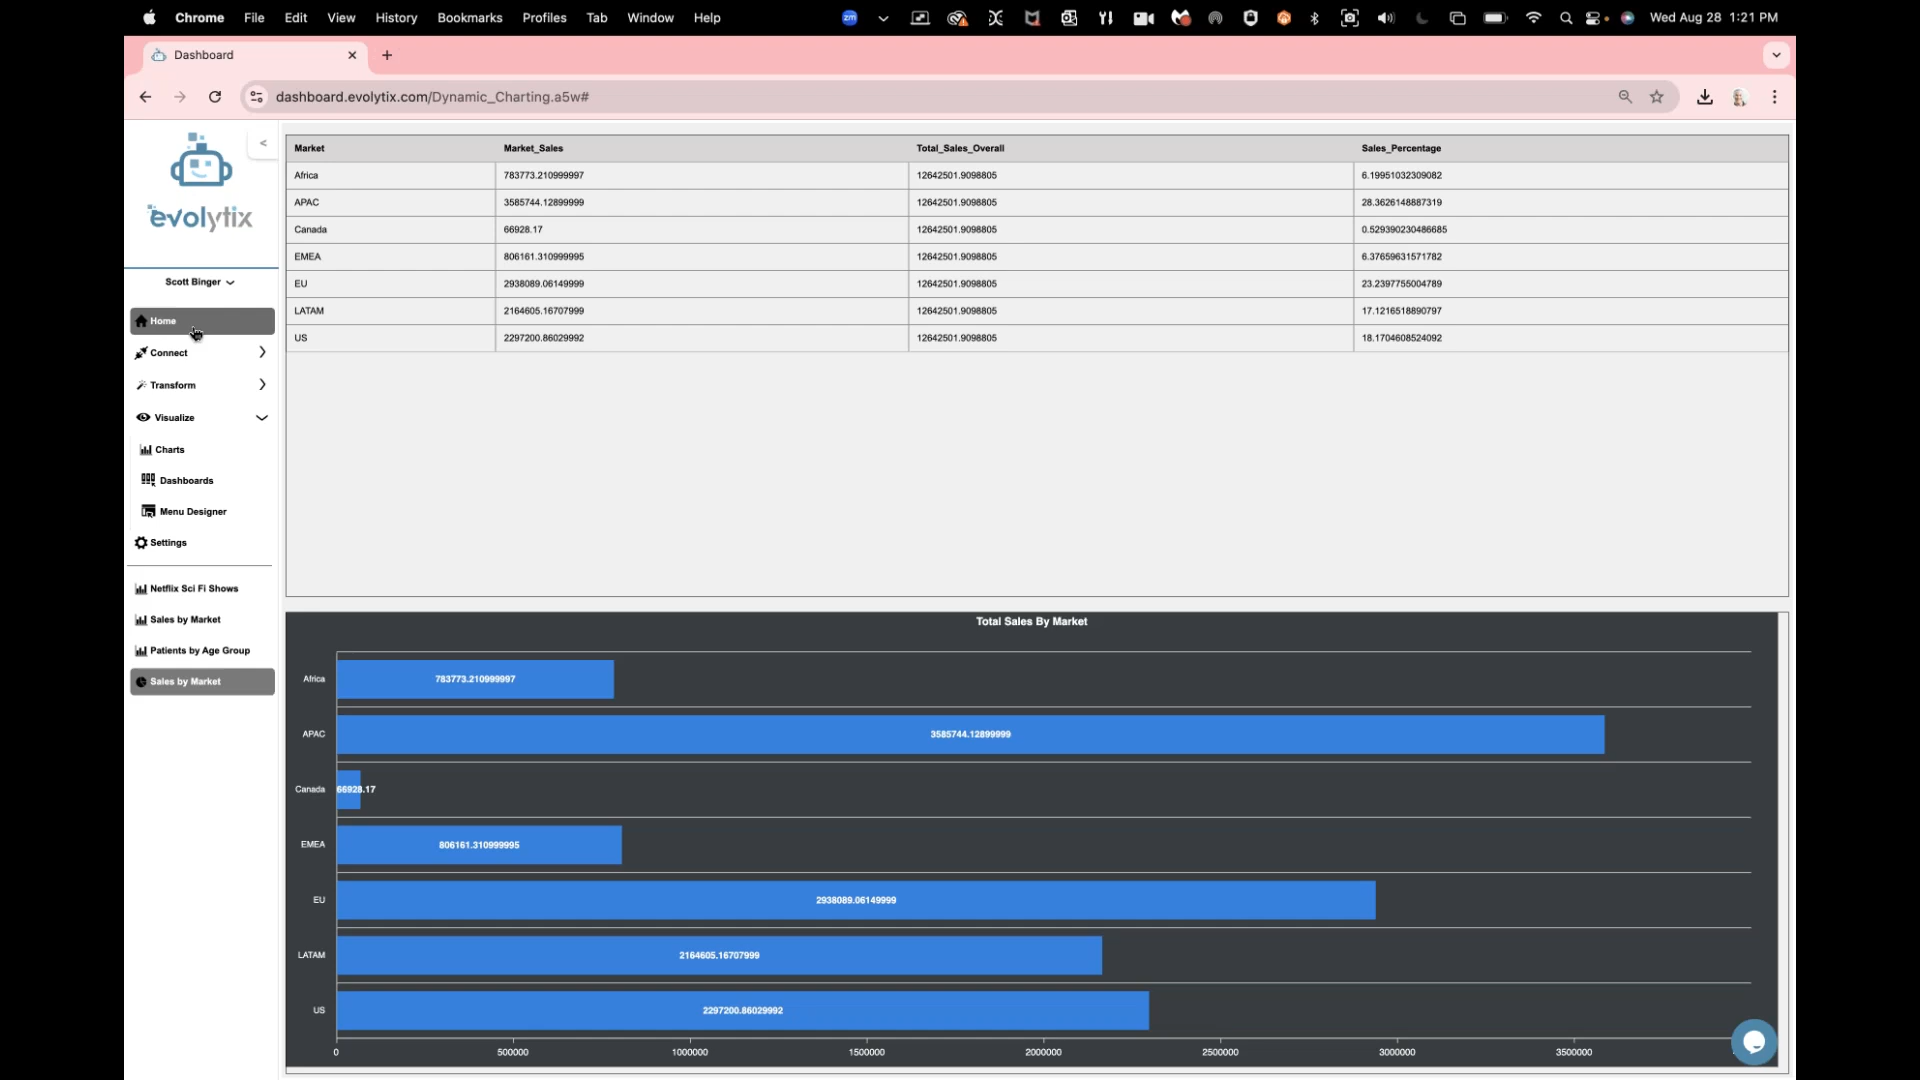 Chrome File Edit View History Bookmarks Profiles Tab Window Help zm Wed Aug 28 1:21 PM
Dashboard
dashboard.evolytix.com/Dynamic_Charting.a5w#
evolytix
Scott Binger
Home
Connect
Transform
Visualize
Charts
Dashboards
Menu Designer
Settings
Netflix Sci Fi Shows
Sales by Market
Patients by Age Group
Sales by Market
Market Market_Sales Total_Sales_Overall Sales_Percentage
Africa 783773.210999997 12642501.9098805 6.19951032309082
APAC 3585744.12899999 12642501.9098805 28.3626148887319
Canada 66928.17 12642501.9098805 0.529390230486685
EMEA 806161.310999995 12642501.9098805 6.37659631571782
EU 2938089.06149999 12642501.9098805 23.2397755004789
LATAM 2164605.16707999 12642501.9098805 17.1216518890797
US 2297200.86029992 12642501.9098805 18.1704608524092
Total Sales By Market
Africa 783773.210999997
APAC 3585744.12899999
Canada 66928.17
EMEA 806161.310999995
EU 2938089.06149999
LATAM 2164605.16707999
US 2297200.86029992
0 500000 1000000 1500000 2000000 2500000 3000000 3500000